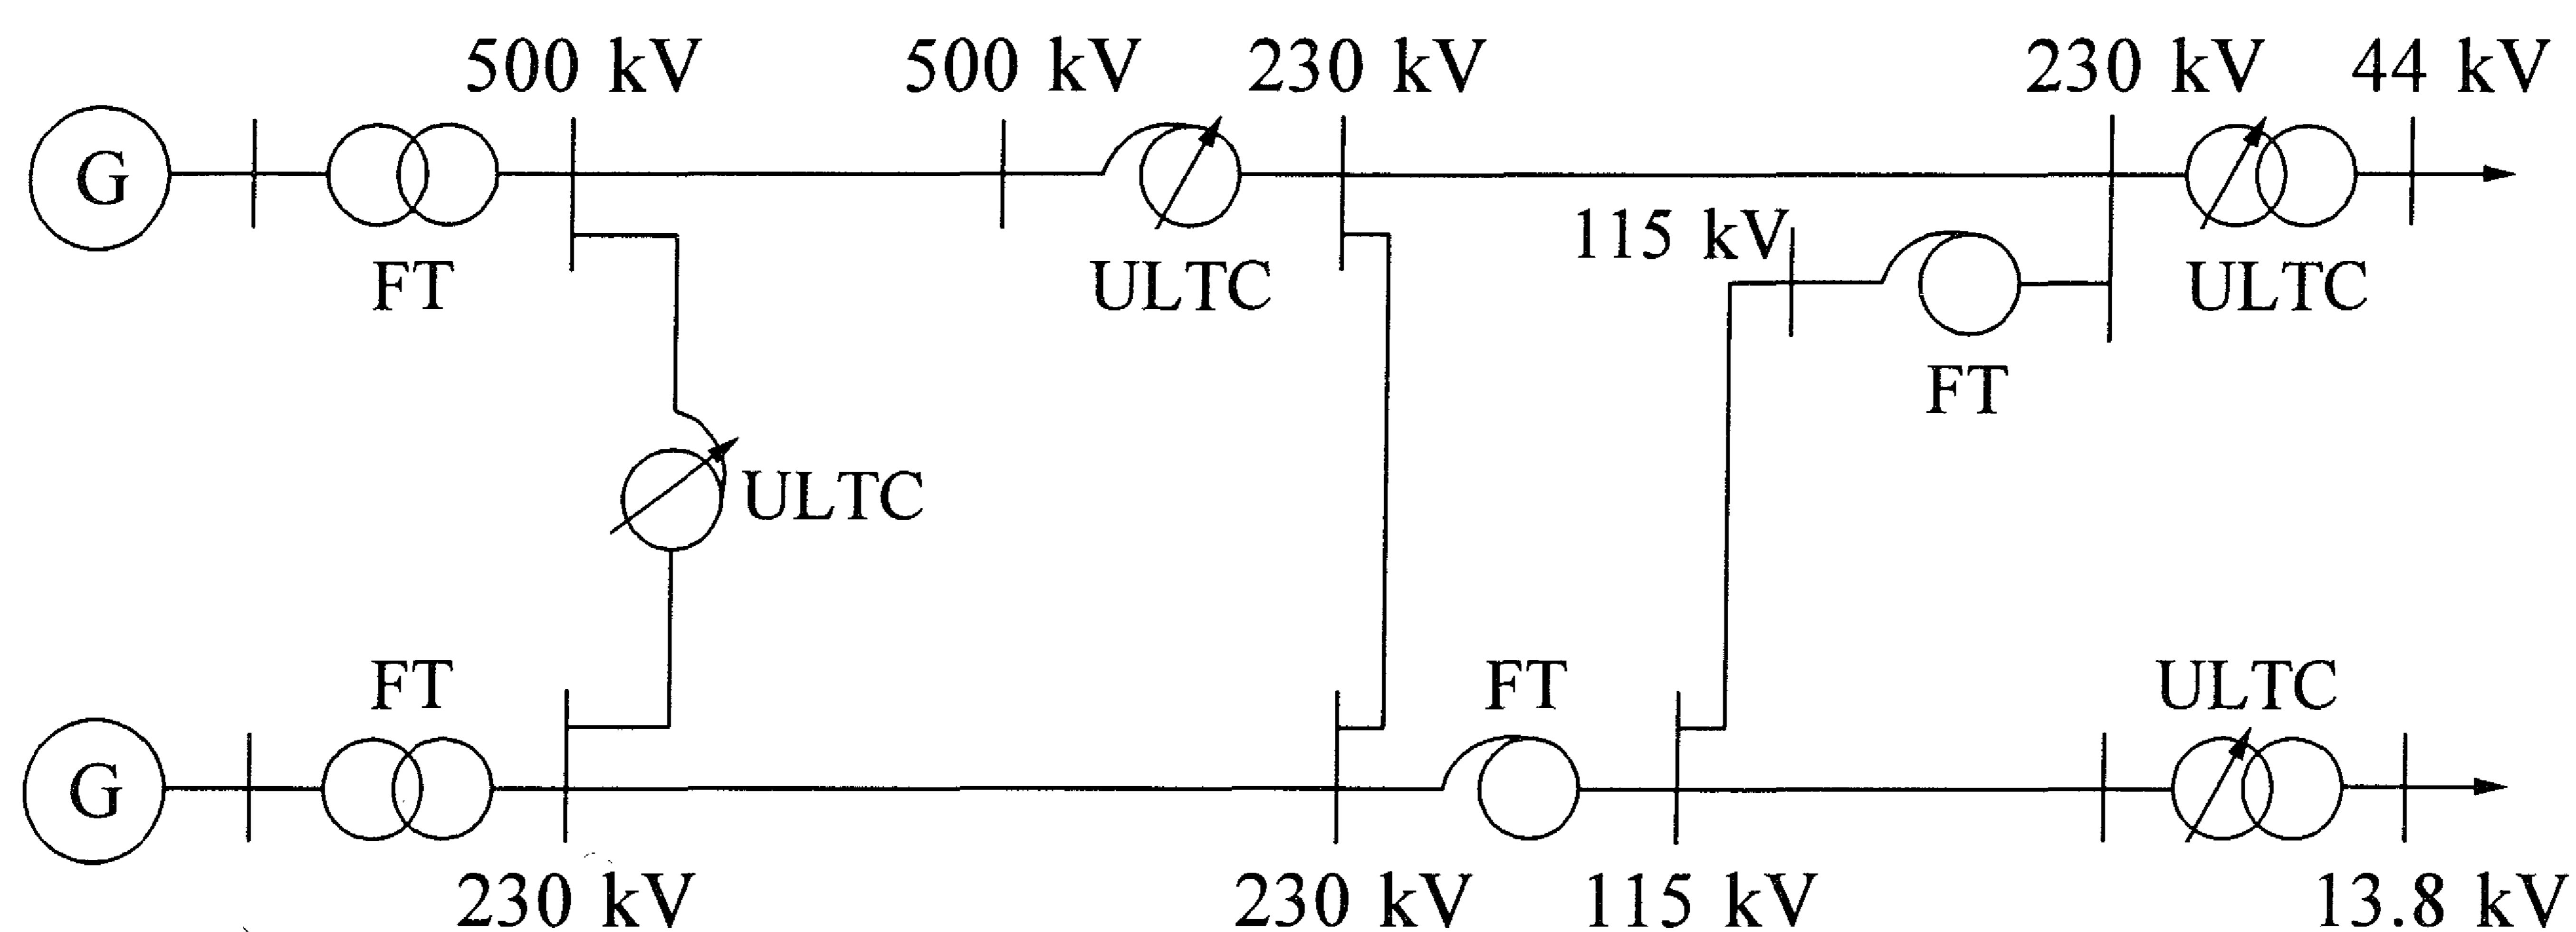 500 kV 500 kV 230 kV 230 kV 44 kV
G
115 kV
FT ULTC ULTC
FT
ULTC
FT FT ULTC
G
230 kV 230 kV 115 kV 13.8 kV